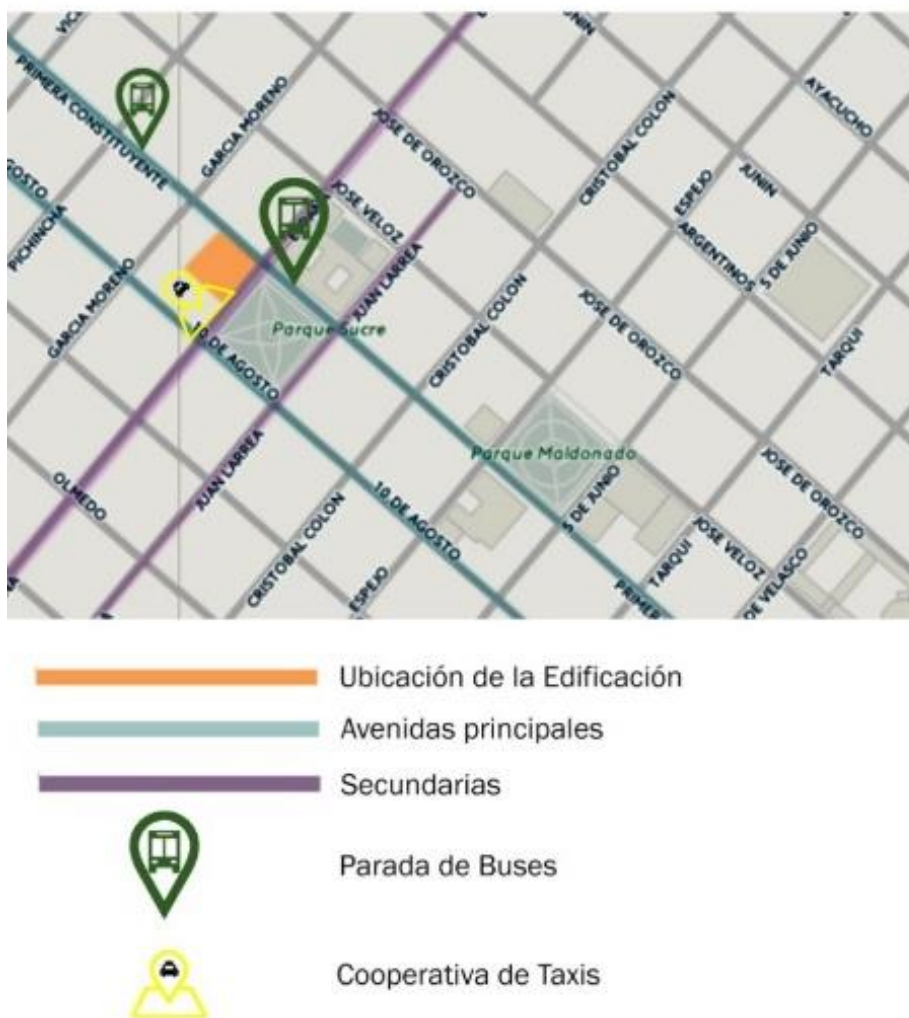 AYACUCHO
PRIMERA CONSTITUYENTE
GARCIA MORENO
JOSE DE OROZCO
CRISTOBAL COLON
JUNIN
ESPEJO
5 DE JUNIO
ARGENTINOS
PICHINCHA
JOSE VELOZ
JUAN LARREA
GARCIA MORENO
Parque Sucre
10 DE AGOSTO
CRISTOBAL COLON
JOSE DE OROZCO
TARQUI
Parque Maldonado
OLMEDO
JUAN LARREA
10 DE AGOSTO
5 DE JUNIO
JOSE DE OROZCO
CRISTOBAL COLON
ESPEJO
TARQUI
JOSE VELOZ
DE VELASCO
PRIMER
Ubicación de la Edificación
Avenidas principales
Secundarias
Parada de Buses
Cooperativa de Taxis